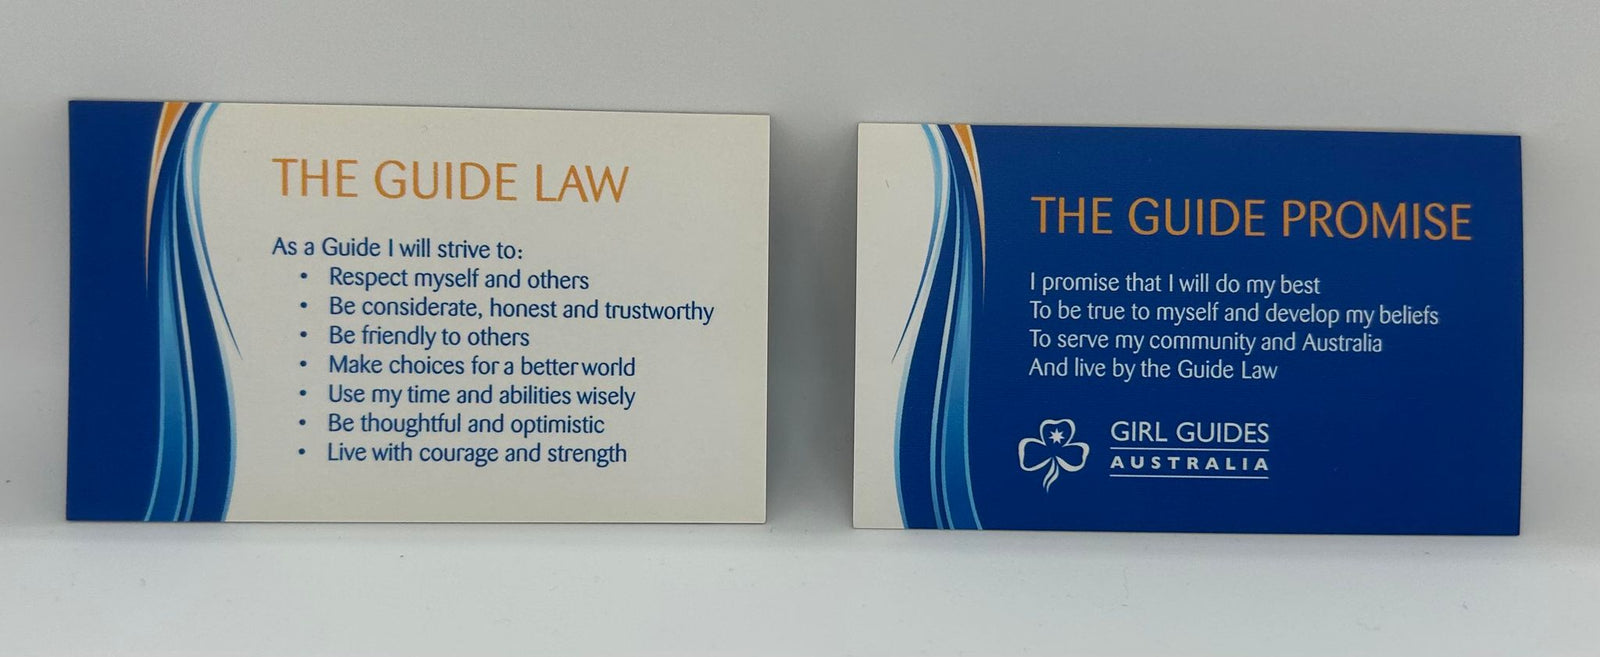 THE GUIDE LAW
As a Guide I will strive to:
• Respect myself and others
• Be considerate, honest and trustworthy
• Be friendly to others
• Make choices for a better world
• Use my time and abilities wisely
• Be thoughtful and optimistic
• Live with courage and strength
THE GUIDE PROMISE
I promise that I will do my best
To be true to myself and develop my beliefs
To serve my community and Australia
And live by the Guide Law
GIRL GUIDES
AUSTRALIA